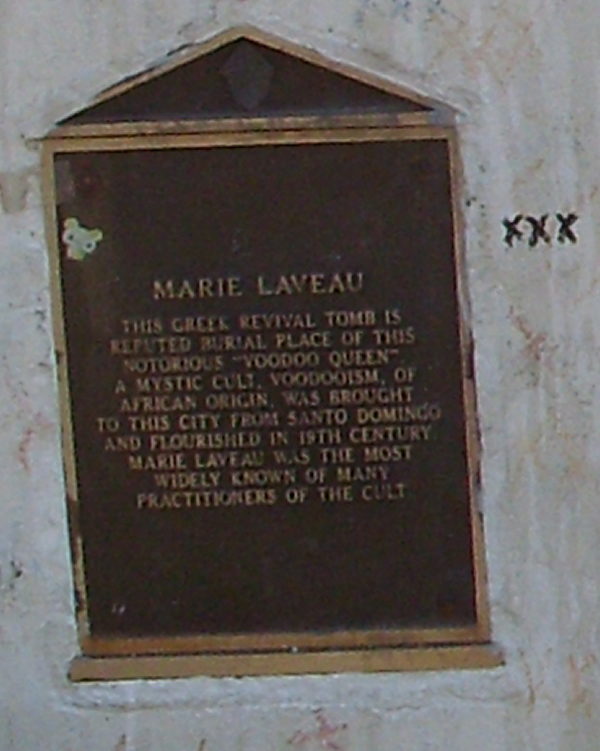 MARIE LAVEAU
THIS GREEK REVIVAL TOMB IS
REPUTED BURIAL PLACE OF THIS
NOTORIOUS "VOODOO QUEEN".
A MYSTIC CULT, VOODOOISM, OF
AFRICAN ORIGIN, WAS BROUGHT
TO THIS CITY FROM SANTO DOMINGO
AND FLOURISHED IN 19TH CENTURY.
MARIE LAVEAU WAS THE MOST
WIDELY KNOWN OF MANY
PRACTITIONERS OF THE CULT
XXX